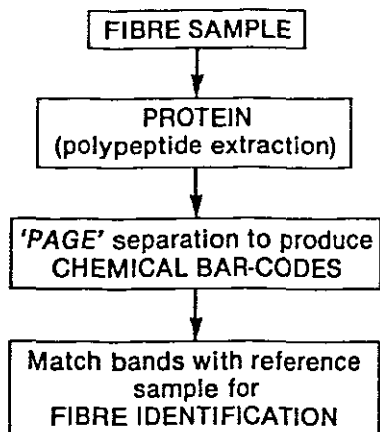 FIBRE SAMPLE
PROTEIN
(polypeptide extraction)
'PAGE' separation to produce
CHEMICAL BAR-CODES
Match bands with reference
sample for
FIBRE IDENTIFICATION